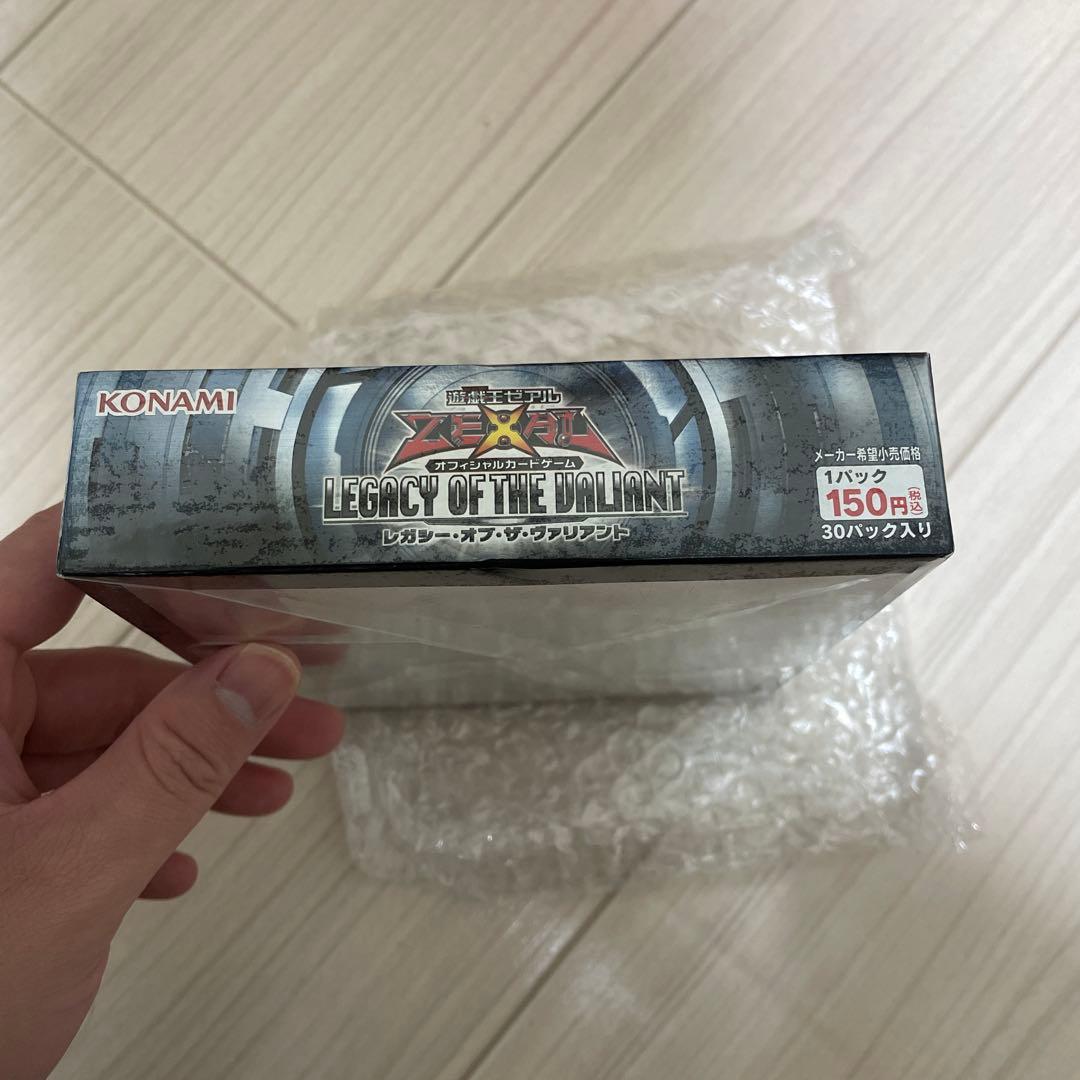 KONAMI
遊戯王ゼアル
ZEXAL
オフィシャルカードゲーム
LEGACY OF THE VALIANT
レガシー・オブ・ザ・ヴァリアント
メーカー希望小売価格
1パック
150円(税込)
30パック入り